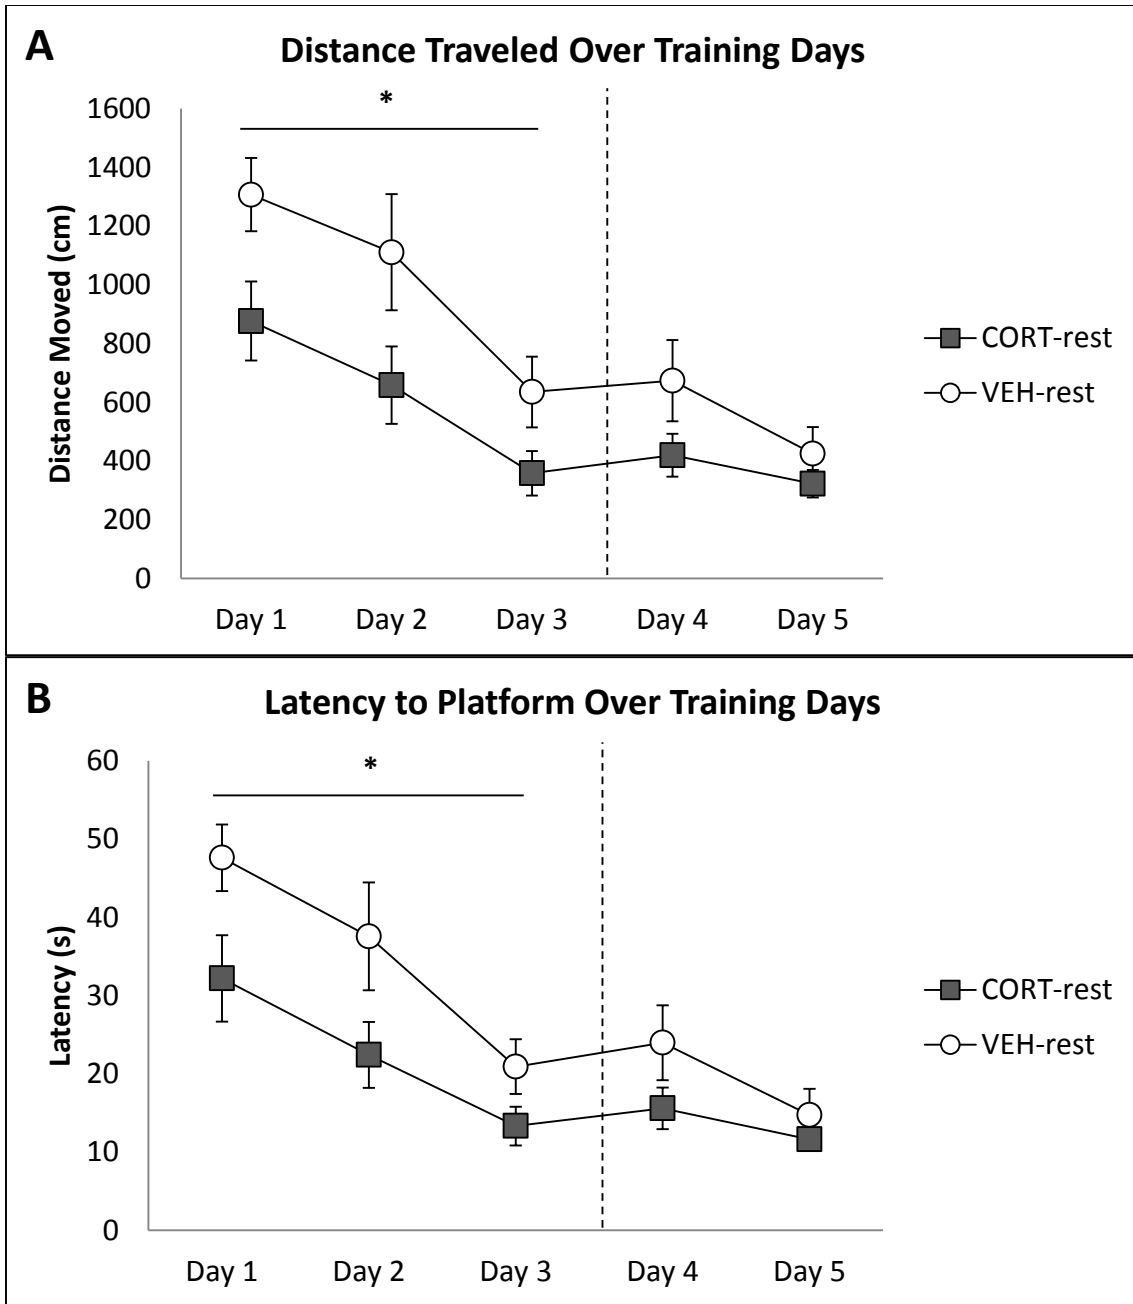 A
Distance Traveled Over Training Days
*
Distance Moved (cm)
1600
1400
1200
1000
800
600
400
200
0
Day 1 Day 2 Day 3 Day 4 Day 5
CORT-rest
VEH-rest
B
Latency to Platform Over Training Days
*
Latency (s)
60
50
40
30
20
10
0
Day 1 Day 2 Day 3 Day 4 Day 5
CORT-rest
VEH-rest